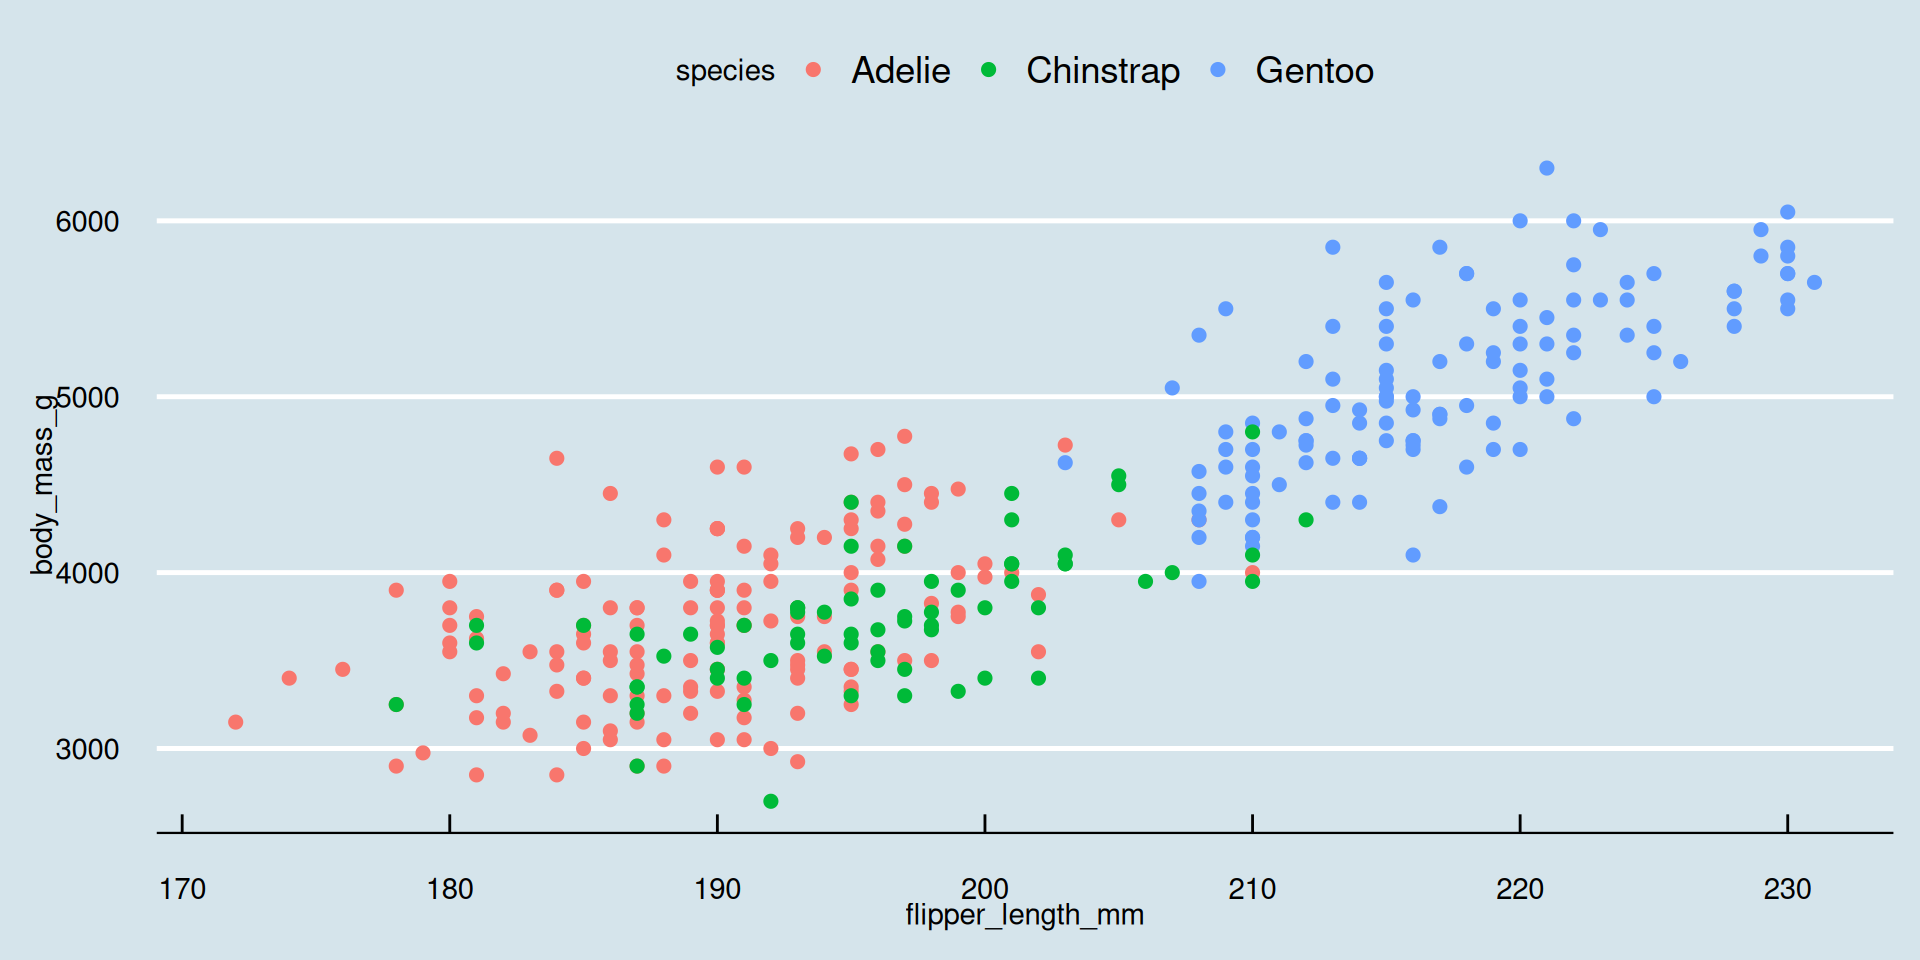 species Adelie Chinstrap Gentoo
6000
5000
4000
3000
body_mass_g
170 180 190 200 210 220 230
flipper_length_mm